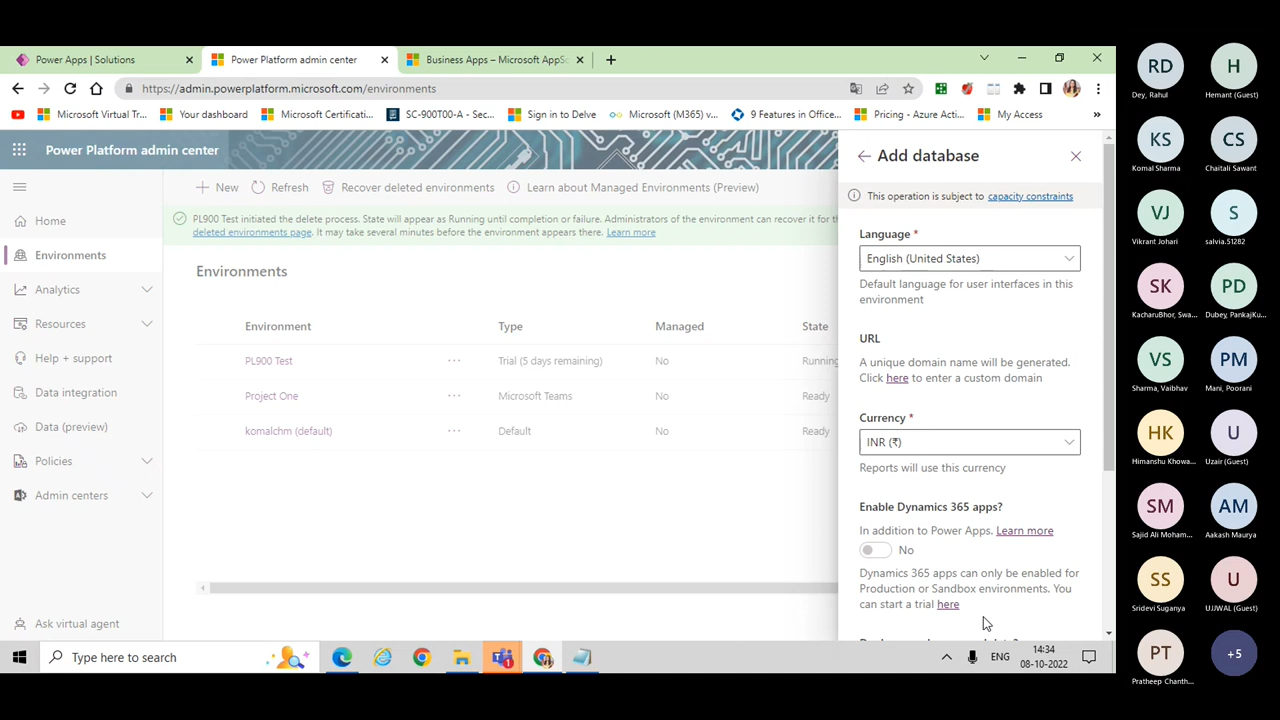 Power Apps | Solutions
Power Platform admin center
Business Apps – Microsoft AppSo
https://admin.powerplatform.microsoft.com/environments
Microsoft Virtual Tr...
Your dashboard
Microsoft Certificati...
SC-900T00-A - Sec...
Sign in to Delve
Microsoft (M365) v...
9 Features in Office...
Pricing - Azure Acti...
My Access
»
Power Platform admin center
Add database
New
Refresh
Recover deleted environments
Learn about Managed Environments (Preview)
This operation is subject to capacity constraints
PL900 Test initiated the delete process. State will appear as Running until completion or failure. Administrators of the environment can recover it for th
deleted environments page. It may take several minutes before the environment appears there. Learn more
Home
Environments
Analytics
Resources
Help + support
Data integration
Data (preview)
Policies
Admin centers
Ask virtual agent
Environments
Environment Type Managed State
PL900 Test ... Trial (5 days remaining) No Running
Project One ... Microsoft Teams No Ready
komalchm (default) ... Default No Ready
Language *
English (United States)
Default language for user interfaces in this
environment
URL
A unique domain name will be generated.
Click here to enter a custom domain
Currency *
INR (₹)
Reports will use this currency
Enable Dynamics 365 apps?
In addition to Power Apps. Learn more
No
Dynamics 365 apps can only be enabled for
Production or Sandbox environments. You
can start a trial here
Type here to search
ENG
14:34
08-10-2022
RD
Dey, Rahul
H
Hemant (Guest)
KS
Komal Sharma
CS
Chaitali Sawant
VJ
Vikrant Johari
S
salvia.51282
SK
KacharuBhor, Swa...
PD
Dubey, PankajKu...
VS
Sharma, Vaibhav
PM
Mani, Poorani
HK
Himanshu Khowa...
U
Uzair (Guest)
SM
Sajid Ali Moham...
AM
Aakash Maurya
SS
Sridevi Suganya
U
UJJWAL (Guest)
PT
Pratheep Chanth...
+5